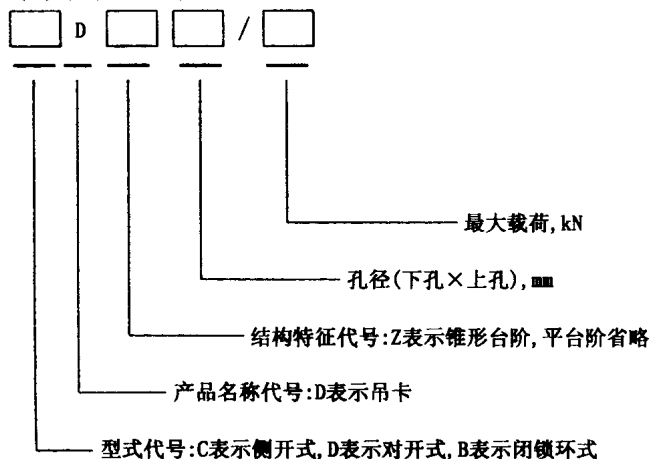 D /
最大载荷,kN
孔径(下孔×上孔),mm
结构特征代号:Z表示锥形台阶,平台阶省略
产品名称代号:D表示吊卡
型式代号:C表示侧开式,D表示对开式,B表示闭锁环式